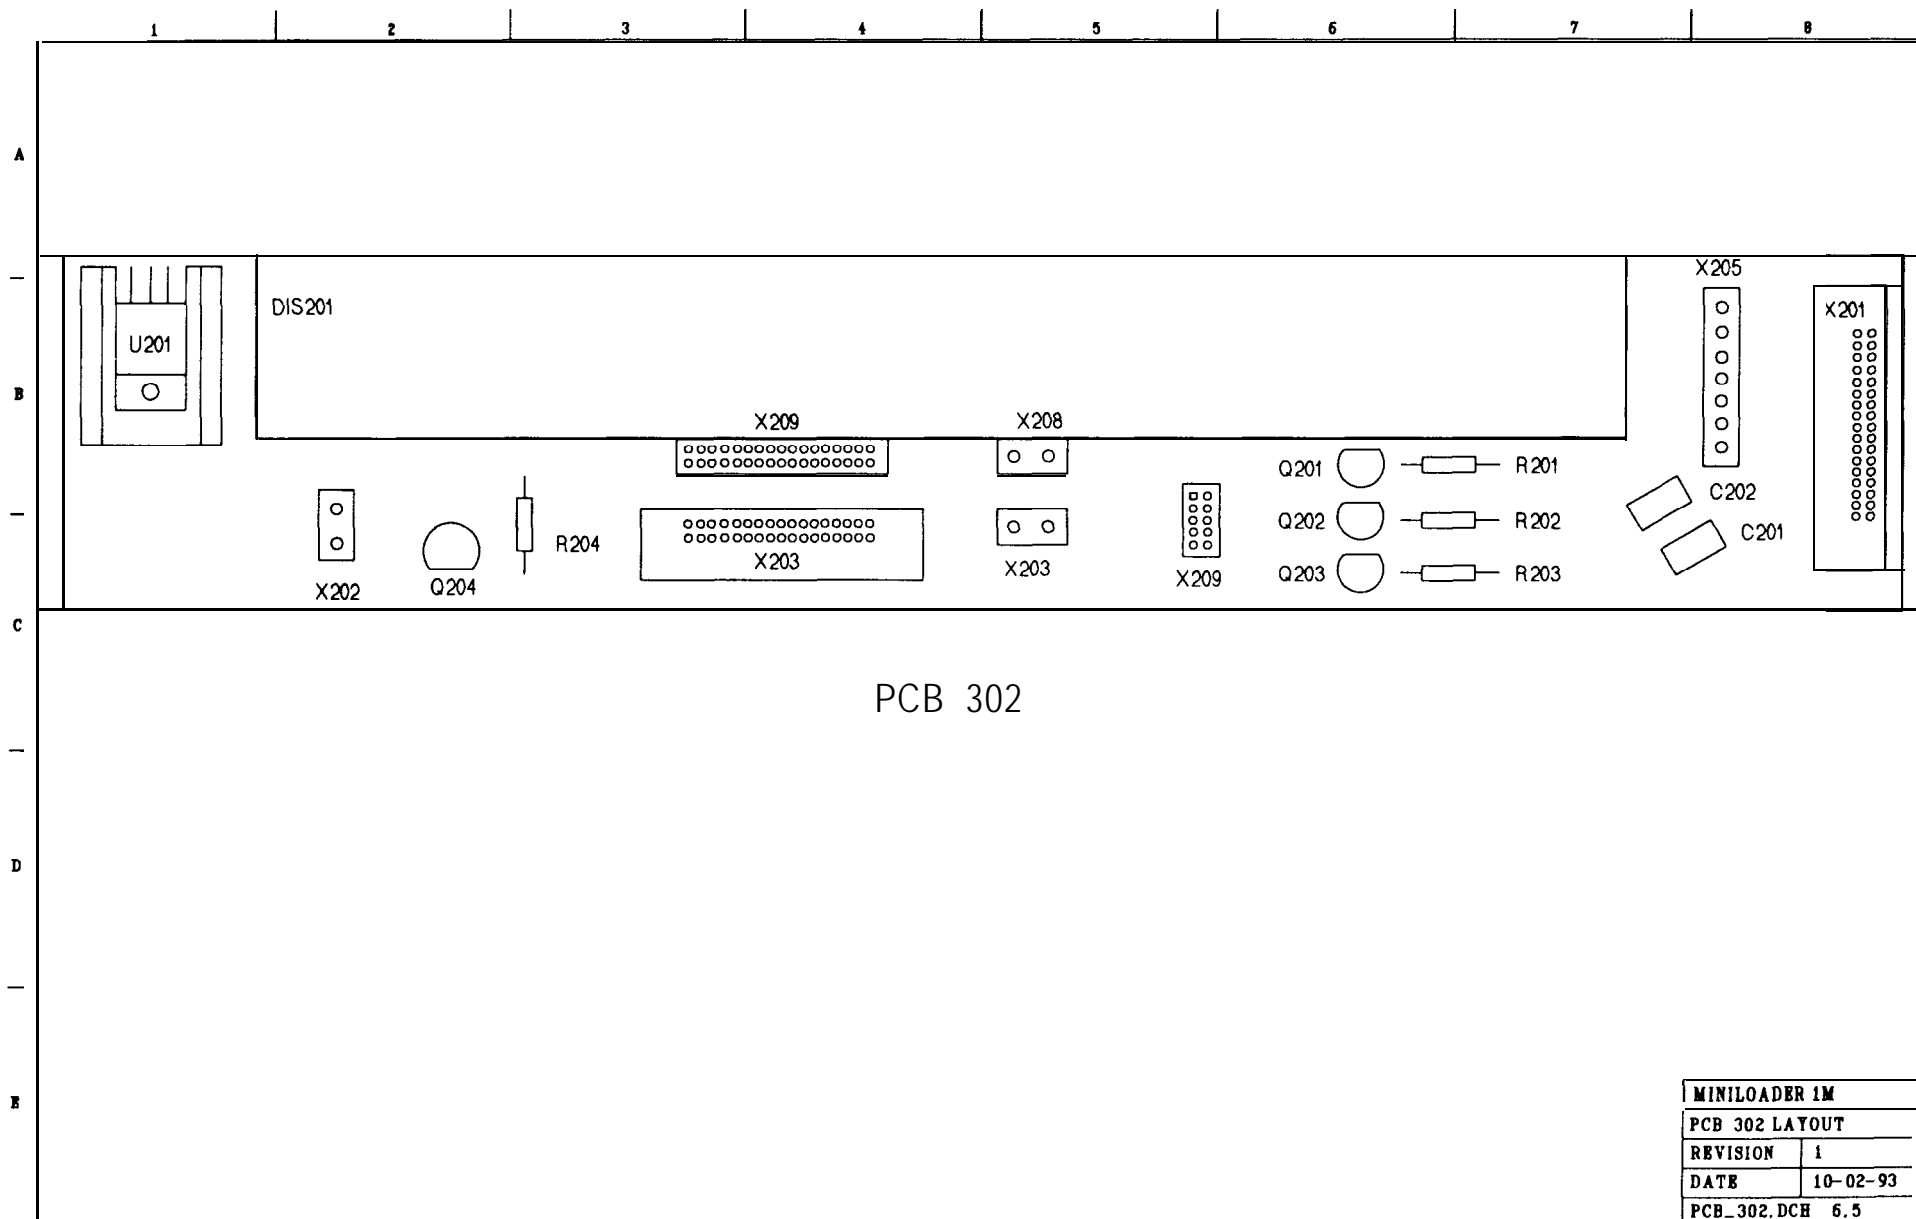 1 2 3 4 5 6 7 8
A
X205
DIS201
X201
U201
B
X209 X208
Q201 R201
C202
Q202 R202
C201
R204
X203 X203 Q203 R203
X209
X202 Q204
C
PCB 302
D
E
MINILOADER 1M
PCB 302 LAYOUT
REVISION 1
DATE 10-02-93
PCB_302.DCH 6.5